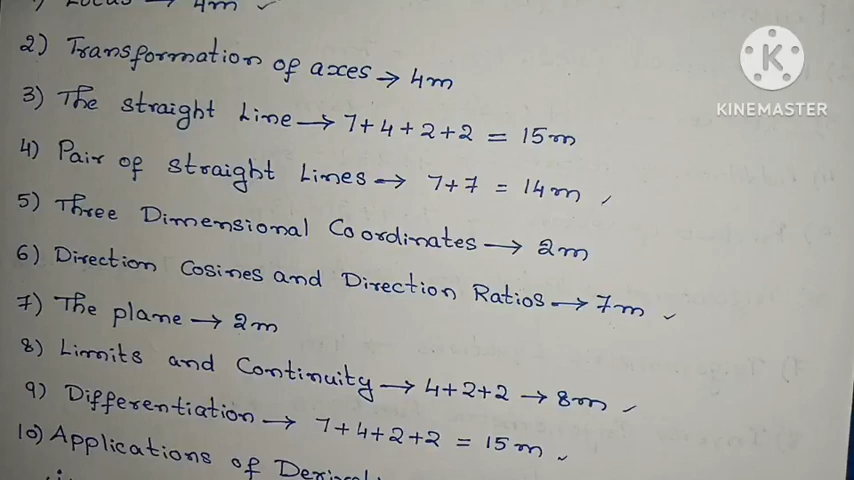 1) Locus → 4m ✓
2) Transformation of axes → 4m
3) The straight Line → 7+4+2+2 = 15m
4) Pair of straight Lines → 7+7 = 14m ✓
5) Three Dimensional Coordinates → 2m
6) Direction Cosines and Direction Ratios → 7m ✓
7) The plane → 2m
8) Limits and Continuity → 4+2+2 → 8m ✓
9) Differentiation → 7+4+2+2 = 15m ✓
10) Applications of
K
KINEMASTER